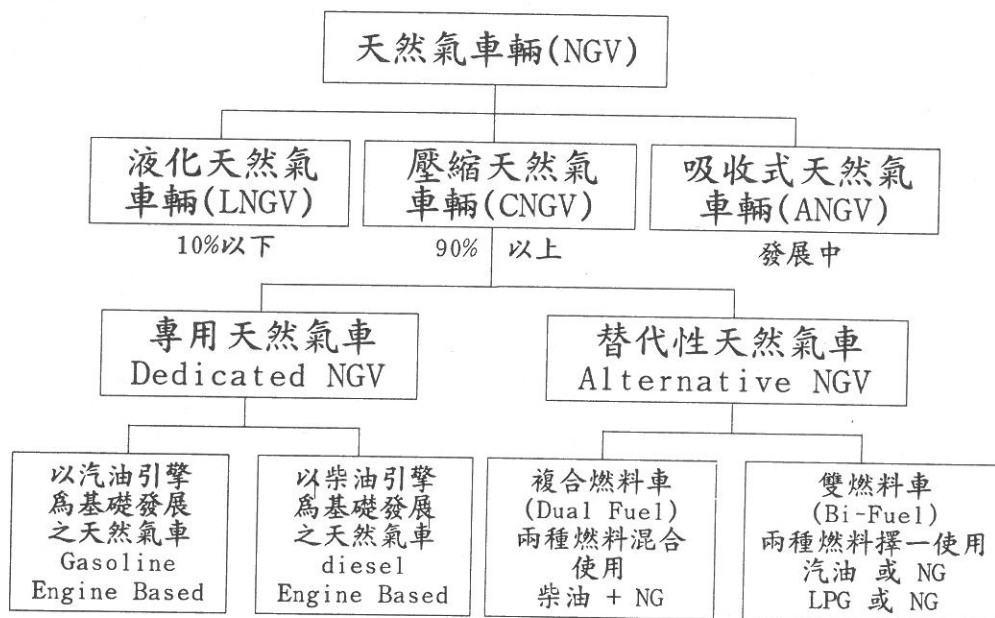 天然氣車輛(NGV)
液化天然氣
車輛(LNGV)
10%以下
壓縮天然氣
車輛(CNGV)
90% 以上
吸收式天然氣
車輛(ANGV)
發展中
專用天然氣車
Dedicated NGV
替代性天然氣車
Alternative NGV
以汽油引擎
爲基礎發展
之天然氣車
Gasoline
Engine Based
以柴油引擎
爲基礎發展
之天然氣車
diesel
Engine Based
複合燃料車
(Dual Fuel)
兩種燃料混合
使用
柴油 + NG
雙燃料車
(Bi-Fuel)
兩種燃料擇一使用
汽油 或 NG
LPG 或 NG